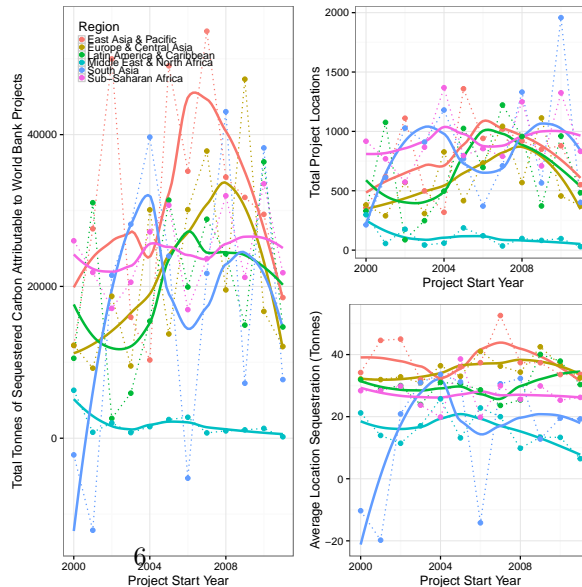 Total Tonnes of Sequestered Carbon Attributable to World Bank Projects
40000
20000
0
Region
East Asia & Pacific
Europe & Central Asia
Latin America & Caribbean
Middle East & North Africa
South Asia
Sub-Saharan Africa
2000
2004
2008
Project Start Year
6
Total Project Locations
2000
1500
1000
500
0
2000
2004
2008
Project Start Year
Average Location Sequestration (Tonnes)
40
20
0
−20
2000
2004
2008
Project Start Year